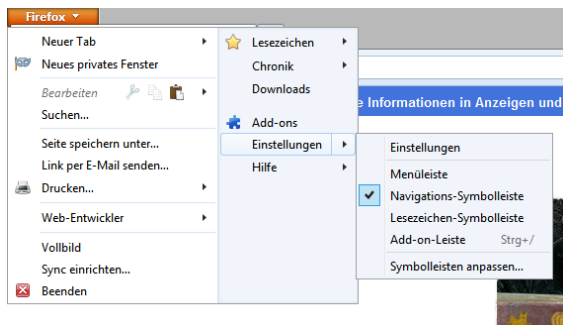 Firefox
Neuer Tab
Neues privates Fenster
Bearbeiten
Suchen...
Seite speichern unter...
Link per E-Mail senden...
Drucken...
Web-Entwickler
Vollbild
Sync einrichten...
Beenden
Lesezeichen
Chronik
Downloads
Add-ons
Einstellungen
Hilfe
Informationen in Anzeigen und
Einstellungen
Menüleiste
Navigations-Symbolleiste
Lesezeichen-Symbolleiste
Add-on-Leiste Strg+/
Symbolleisten anpassen...